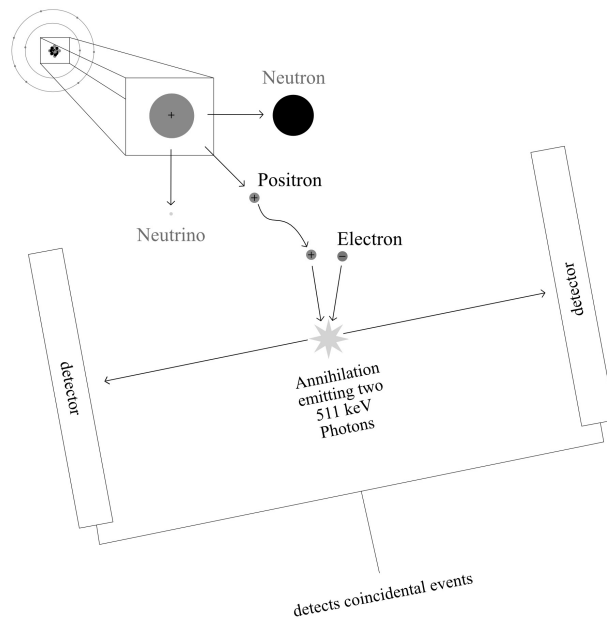 Neutron
+
Positron
+
Neutrino
Electron
+
−
detector
detector
Annihilation
emitting two
511 keV
Photons
detects coincidental events